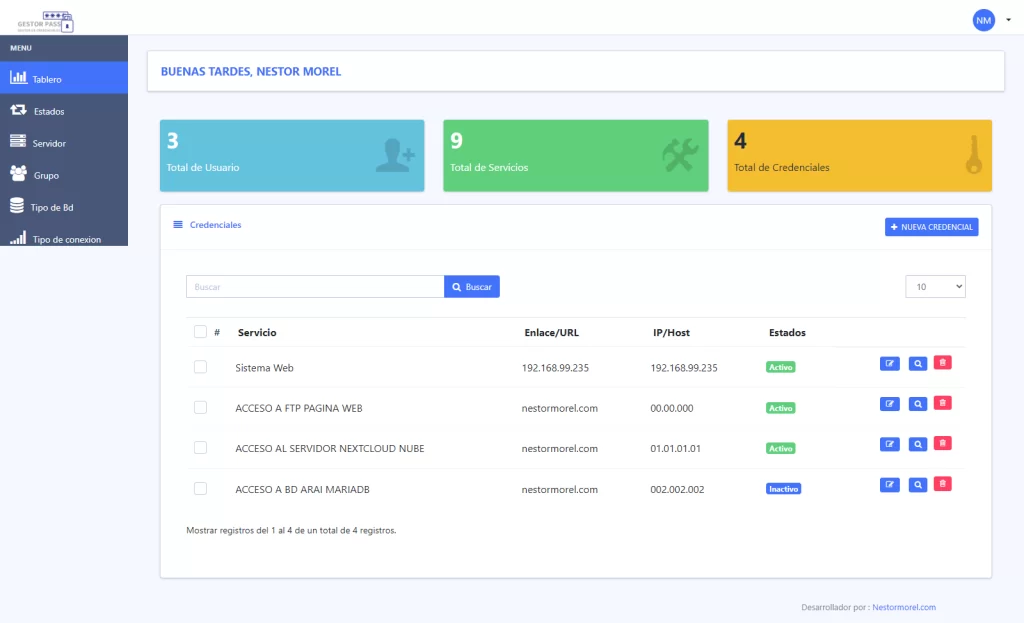 GESTOR PASS
NM
MENU
Tablero
Estados
Servidor
Grupo
Tipo de Bd
Tipo de conexion
BUENAS TARDES, NESTOR MOREL
3
Total de Usuario
9
Total de Servicios
4
Total de Credenciales
Credenciales
NUEVA CREDENCIAL
Buscar
Buscar
10
# Servicio Enlace/URL IP/Host Estados
Sistema Web 192.168.99.235 192.168.99.235 Activo
ACCESO A FTP PAGINA WEB nestormorel.com 00.00.000 Activo
ACCESO AL SERVIDOR NEXTCLOUD NUBE nestormorel.com 01.01.01.01 Activo
ACCESO A BD ARAI MARIADB nestormorel.com 002.002.002 Inactivo
Mostrar registros del 1 al 4 de un total de 4 registros.
Desarrollador por : Nestormorel.com